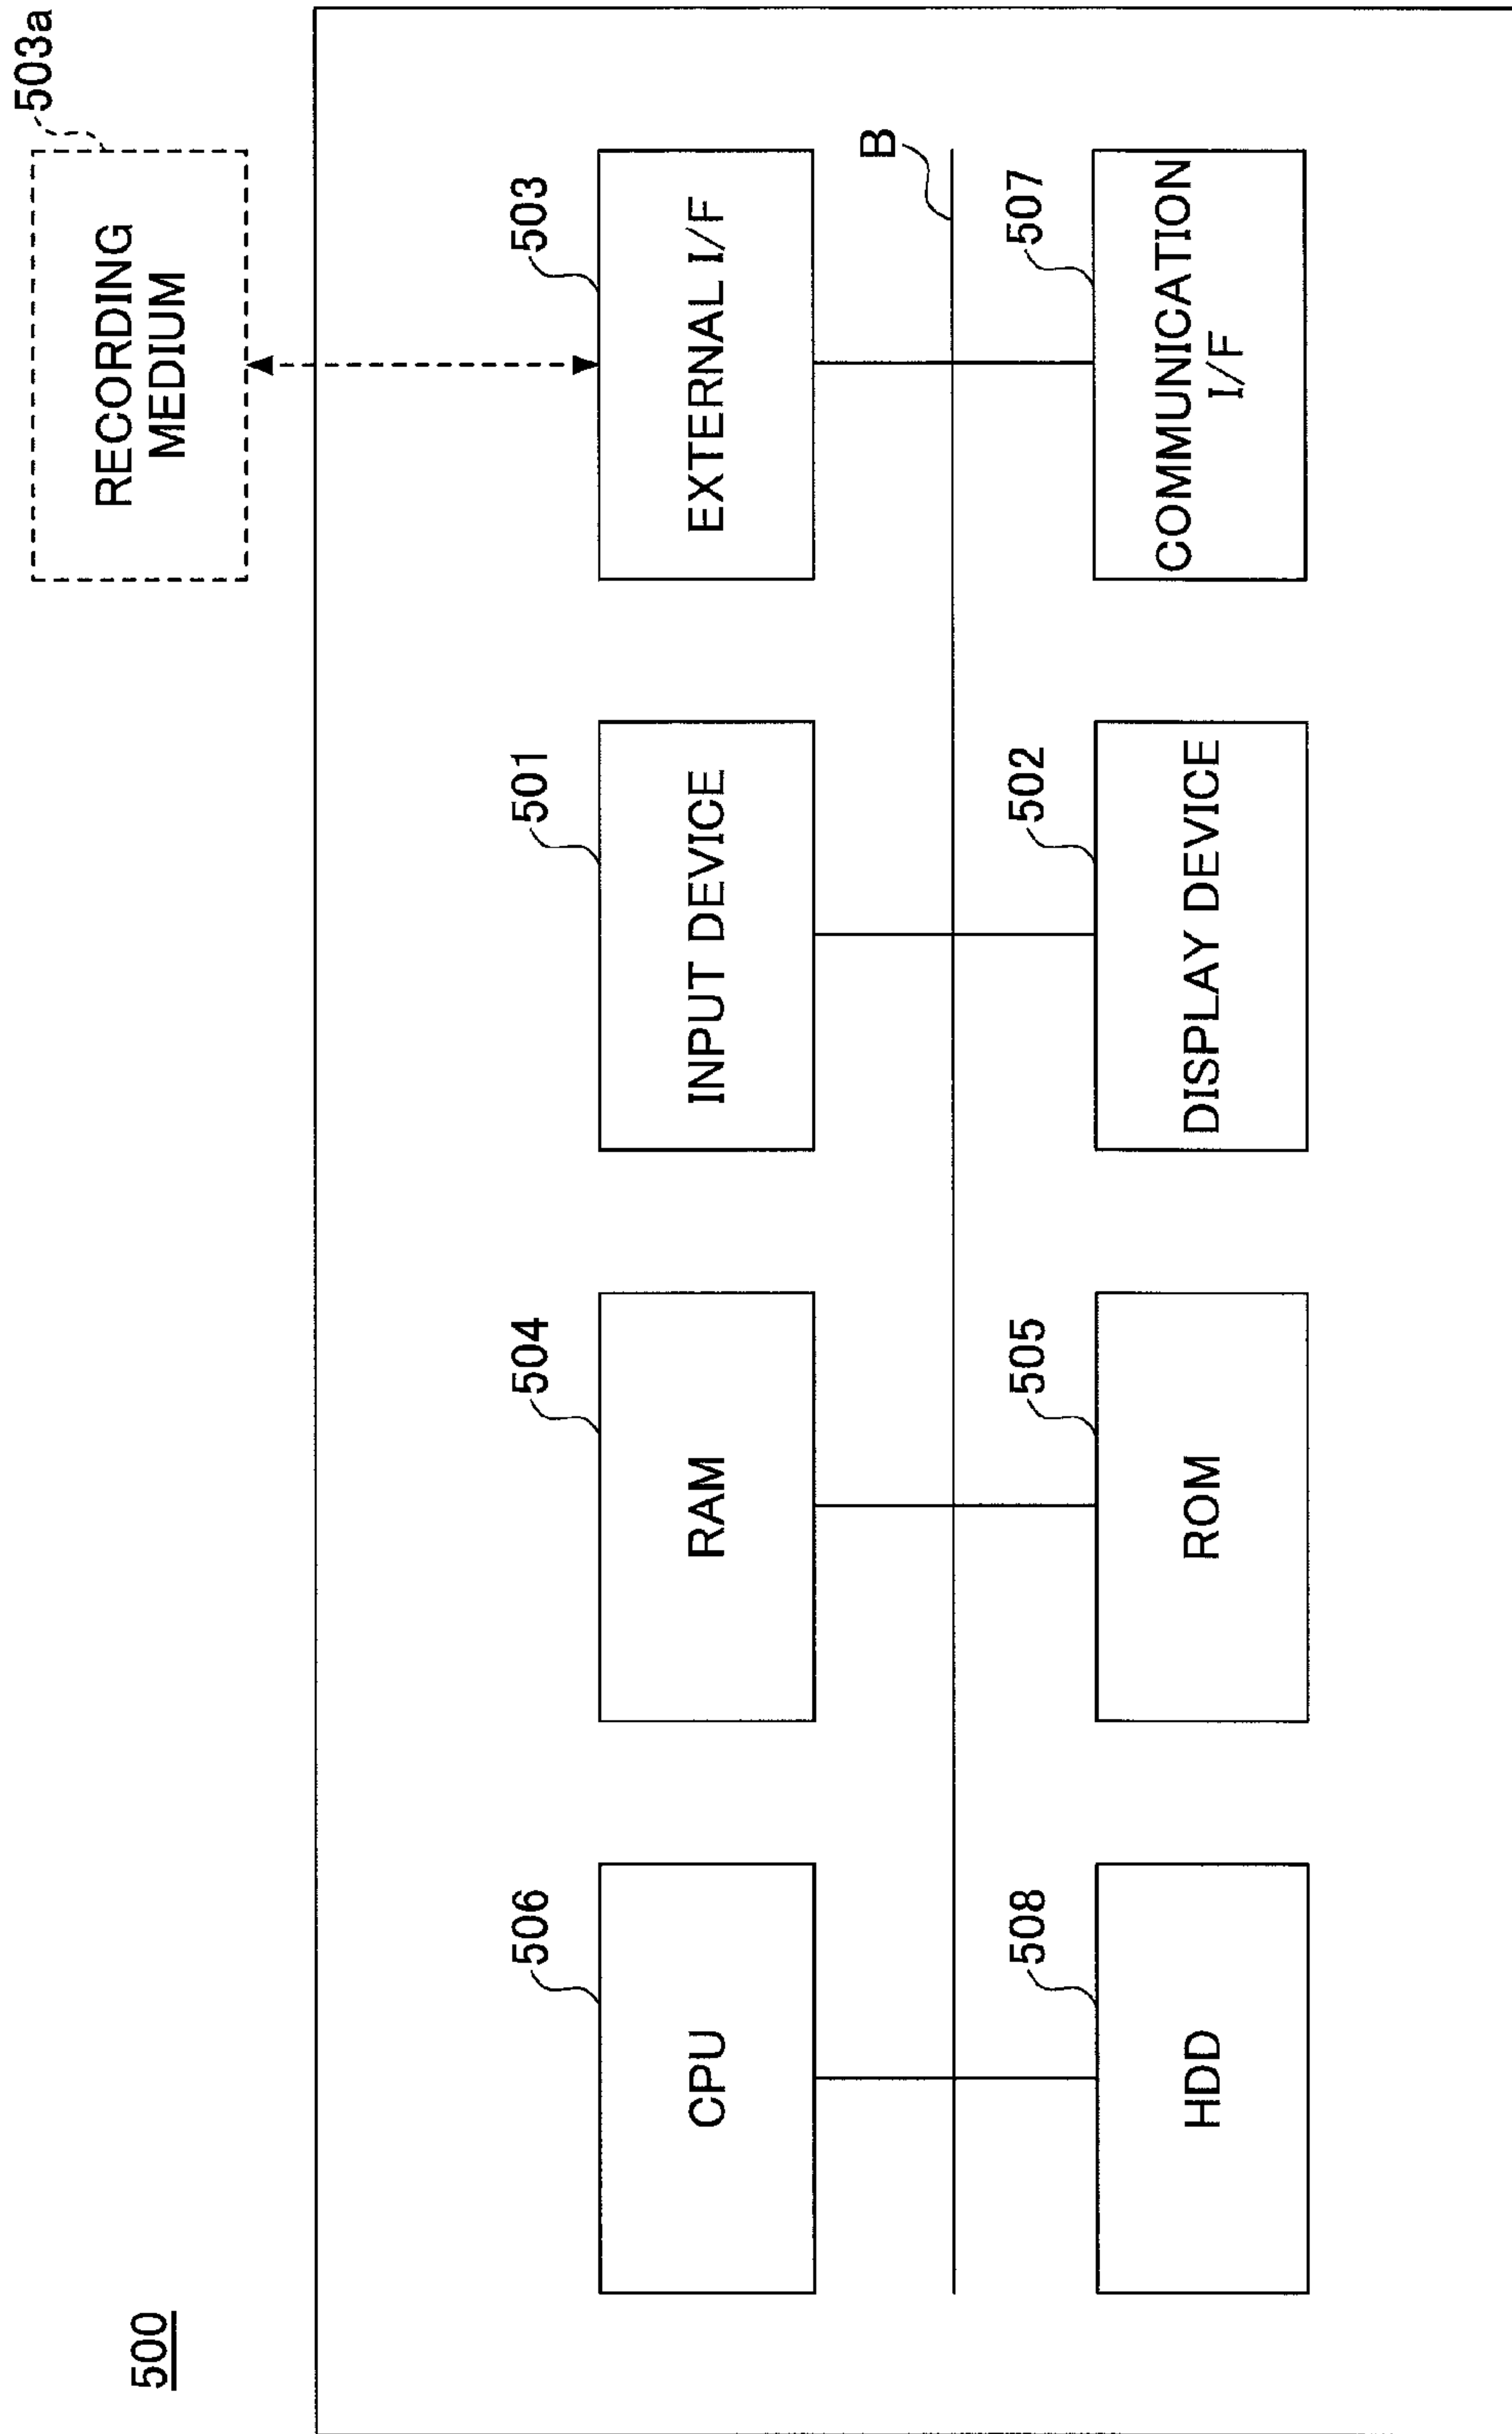 500
503a
RECORDING
MEDIUM
506
504
501
503
CPU
RAM
INPUT DEVICE
EXTERNAL I/F
B
508
505
502
507
HDD
ROM
DISPLAY DEVICE
COMMUNICATION
I/F